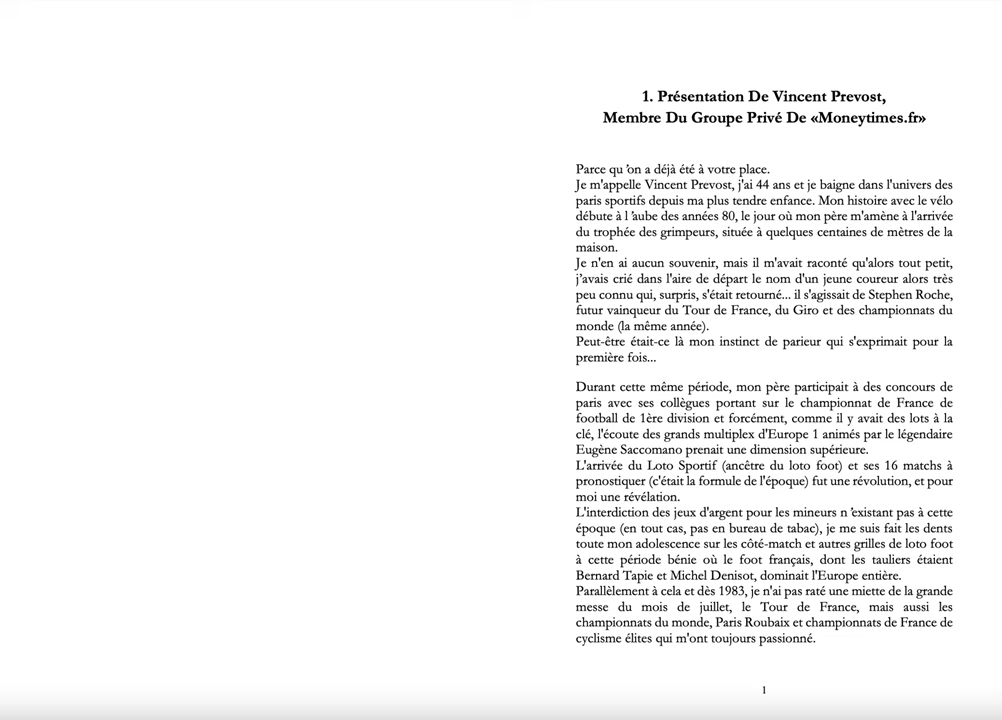 1. Présentation De Vincent Prevost,
Membre Du Groupe Privé De «Moneytimes.fr»
Parce qu 'on a déjà été à votre place.
Je m'appelle Vincent Prevost, j'ai 44 ans et je baigne dans l'univers des
paris sportifs depuis ma plus tendre enfance. Mon histoire avec le vélo
débute à l 'aube des années 80, le jour où mon père m'amène à l'arrivée
du trophée des grimpeurs, située à quelques centaines de mètres de la
maison.
Je n'en ai aucun souvenir, mais il m'avait raconté qu'alors tout petit,
j'avais crié dans l'aire de départ le nom d'un jeune coureur alors très
peu connu qui, surpris, s'était retourné... il s'agissait de Stephen Roche,
futur vainqueur du Tour de France, du Giro et des championnats du
monde (la même année).
Peut-être était-ce là mon instinct de parieur qui s'exprimait pour la
première fois...
Durant cette même période, mon père participait à des concours de
paris avec ses collègues portant sur le championnat de France de
football de 1ère division et forcément, comme il y avait des lots à la
clé, l'écoute des grands multiplex d'Europe 1 animés par le légendaire
Eugène Saccomano prenait une dimension supérieure.
L'arrivée du Loto Sportif (ancêtre du loto foot) et ses 16 matchs à
pronostiquer (c'était la formule de l'époque) fut une révolution, et pour
moi une révélation.
L'interdiction des jeux d'argent pour les mineurs n 'existant pas à cette
époque (en tout cas, pas en bureau de tabac), je me suis fait les dents
toute mon adolescence sur les côté-match et autres grilles de loto foot
à cette période bénie où le foot français, dont les tauliers étaient
Bernard Tapie et Michel Denisot, dominait l'Europe entière.
Parallèlement à cela et dès 1983, je n'ai pas raté une miette de la grande
messe du mois de juillet, le Tour de France, mais aussi les
championnats du monde, Paris Roubaix et championnats de France de
cyclisme élites qui m'ont toujours passionné.
1